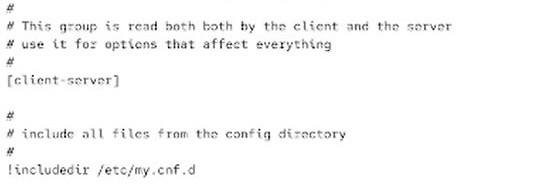 #
# This group is read both both by the client and the server
# use it for options that affect everything
#
[client-server]
#
# include all files from the config directory
#
!includedir /etc/my.cnf.d